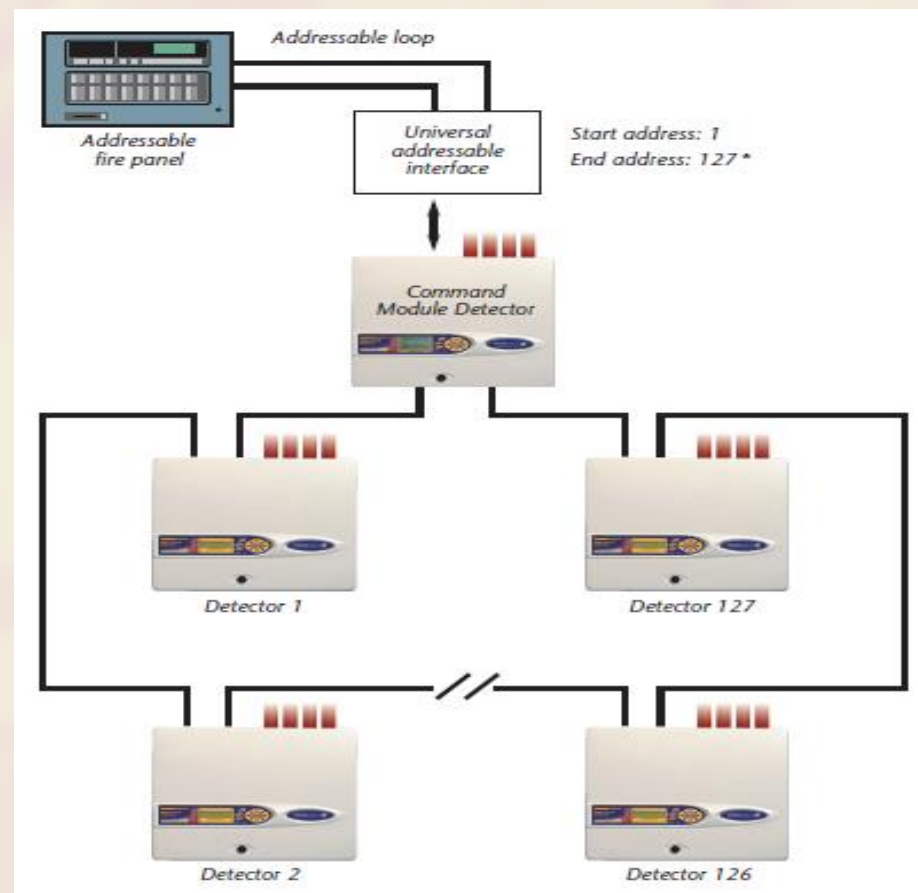 Addressable loop
Addressable
fire panel
Universal
addressable
interface
Start address: 1
End address: 127*
Command
Module Detector
Detector 1
Detector 127
Detector 2
Detector 126